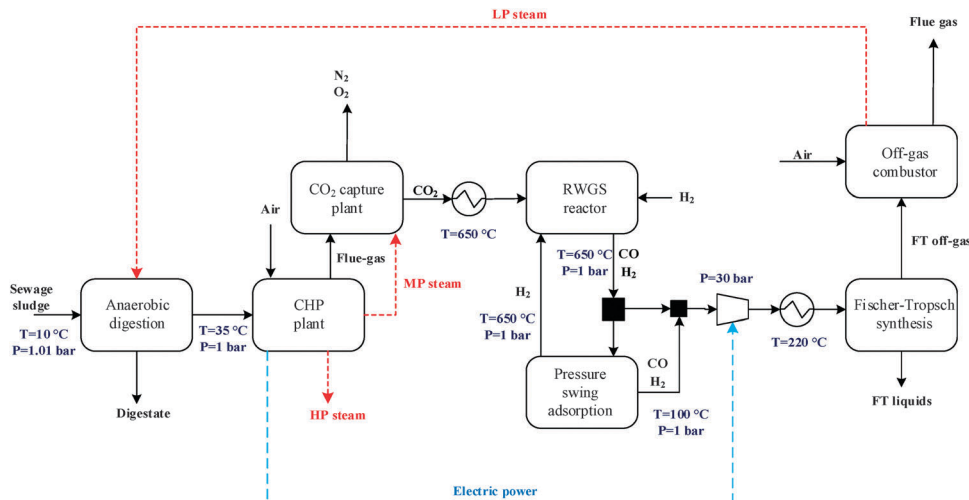 LP steam
Flue gas
N₂
O₂
Air
Off-gas
combustor
CO₂ capture
plant
CO₂
RWGS
reactor
H₂
T=650 °C
Air
Flue-gas
T=650 °C
P=1 bar
CO
H₂
FT off-gas
MP steam
H₂
P=30 bar
Sewage
sludge
Anaerobic
digestion
CHP
plant
Fischer-Tropsch
synthesis
T=10 °C
P=1.01 bar
T=35 °C
P=1 bar
T=650 °C
P=1 bar
T=220 °C
Pressure
swing
adsorption
CO
H₂
T=100 °C
P=1 bar
Digestate
HP steam
FT liquids
Electric power